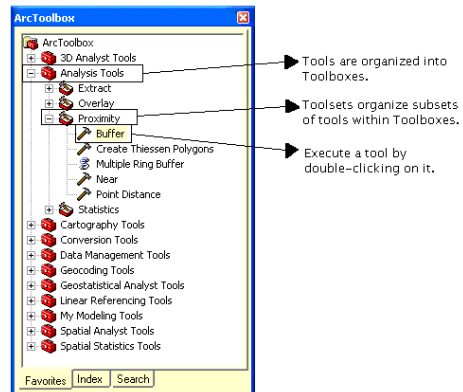 ArcToolbox
ArcToolbox
3D Analyst Tools
Analysis Tools
Extract
Overlay
Proximity
Buffer
Create Thiessen Polygons
Multiple Ring Buffer
Near
Point Distance
Statistics
Cartography Tools
Conversion Tools
Data Management Tools
Geocoding Tools
Geostatistical Analyst Tools
Linear Referencing Tools
My Modeling Tools
Spatial Analyst Tools
Spatial Statistics Tools
Favorites Index Search
Tools are organized into
Toolboxes.
Toolsets organize subsets
of tools within Toolboxes.
Execute a tool by
double-clicking on it.